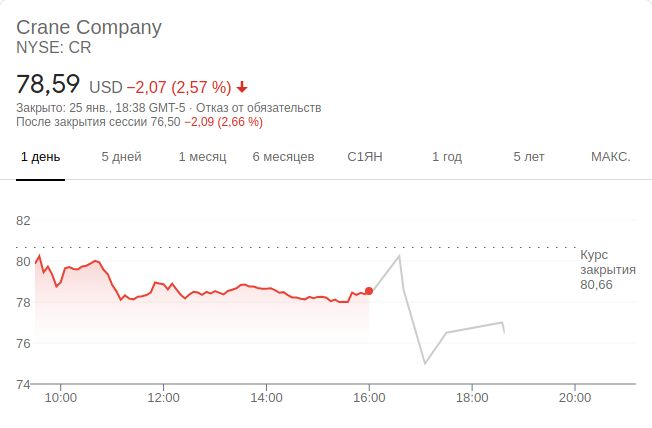 Crane Company
NYSE: CR
78,59 USD −2,07 (2,57 %)
Закрыто: 25 янв., 18:38 GMT-5 · Отказ от обязательств
После закрытия сессии 76,50 −2,09 (2,66 %)
1 день 5 дней 1 месяц 6 месяцев С1ЯН 1 год 5 лет МАКС.
82
80
78
76
74
Курс
закрытия
80,66
10:00 12:00 14:00 16:00 18:00 20:00